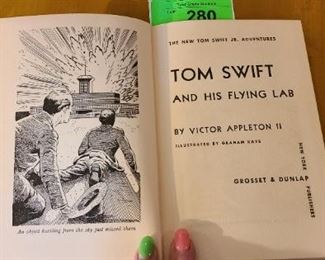 280
THE NEW TOM SWIFT JR. ADVENTURES
TOM SWIFT
AND HIS FLYING LAB
BY VICTOR APPLETON II
ILLUSTRATED BY GRAHAM KAYE
GROSSET & DUNLAP
NEW YORK
PUBLISHERS
An object hurtling from the sky just missed them.